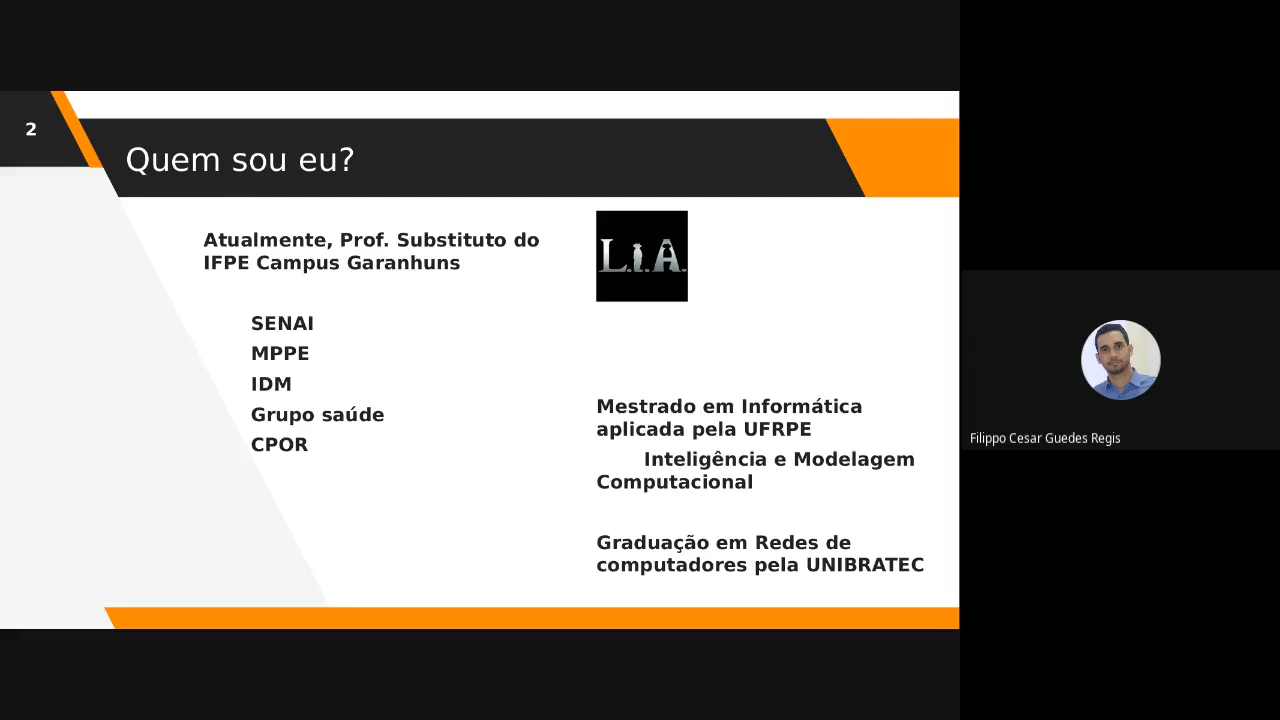 2
Quem sou eu?
Atualmente, Prof. Substituto do
IFPE Campus Garanhuns
SENAI
MPPE
IDM
Grupo saúde
CPOR
L.i.A.
Mestrado em Informática
aplicada pela UFRPE
Inteligência e Modelagem
Computacional
Graduação em Redes de
computadores pela UNIBRATEC
Filippo Cesar Guedes Regis